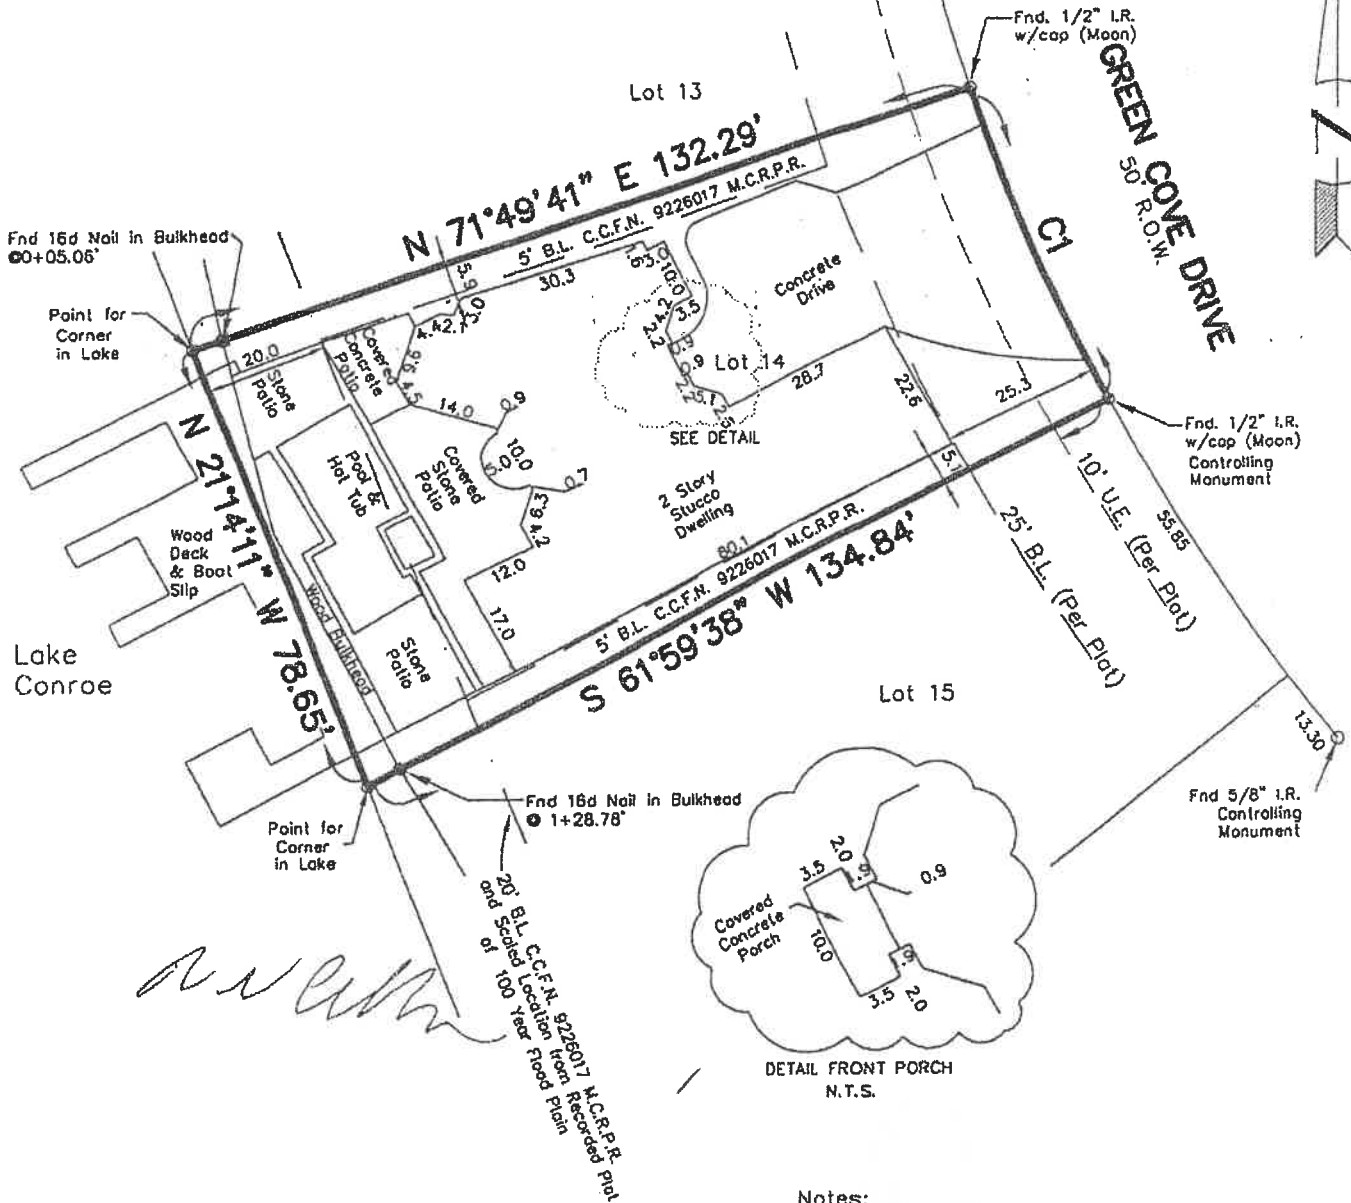 Fnd. 1/2" I.R.
w/cap (Moon)
GREEN COVE DRIVE
50' R.O.W.
Lot 13
N 71°49'41" E 132.29'
5' B.L. C.C.F.N. 9226017 M.C.R.P.R.
Fnd 16d Nail in Bulkhead
@0+05.06'
Point for
Corner
in Lake
C1
5.9
30.3
3.0
10.0
4.2
3.5
2.2
0.9
Concrete
Drive
4.4
2.7
3.0
20.0
Stone
Patio
Covered
Concrete
Patio
9.6
4.5
14.0
0.9
10.0
5.0
0.7
6.3
4.2
12.0
17.0
Lot 14
5.1
2.5
28.7
22.6
25.3
SEE DETAIL
Covered
Stone
Patio
Pool &
Hot Tub
2 Story
Stucco
Dwelling
80.1
5.1
Fnd. 1/2" I.R.
w/cap (Moon)
Controlling
Monument
N 21°14'11" W 78.65'
Wood
Deck
& Boat
Slip
Wood Bulkhead
Stone
Patio
5' B.L. C.C.F.N. 9226017 M.C.R.P.R.
S 61°59'38" W 134.84'
25' B.L. (Per Plat)
10' U.E. (Per Plat)
55.85
13.30
Lake
Conroe
Lot 15
Fnd 5/8" I.R.
Controlling
Monument
Fnd 16d Nail in Bulkhead
@ 1+28.78'
Point for
Corner
in Lake
20' B.L. C.C.F.N. 9226017 M.C.R.P.R.
and Scaled Location from Recorded Plat
of 100 Year Flood Plain
3.5
2.0
.9
0.9
Covered
Concrete
Porch
10.0
.9
3.5
2.0
DETAIL FRONT PORCH
N.T.S.
Notes: